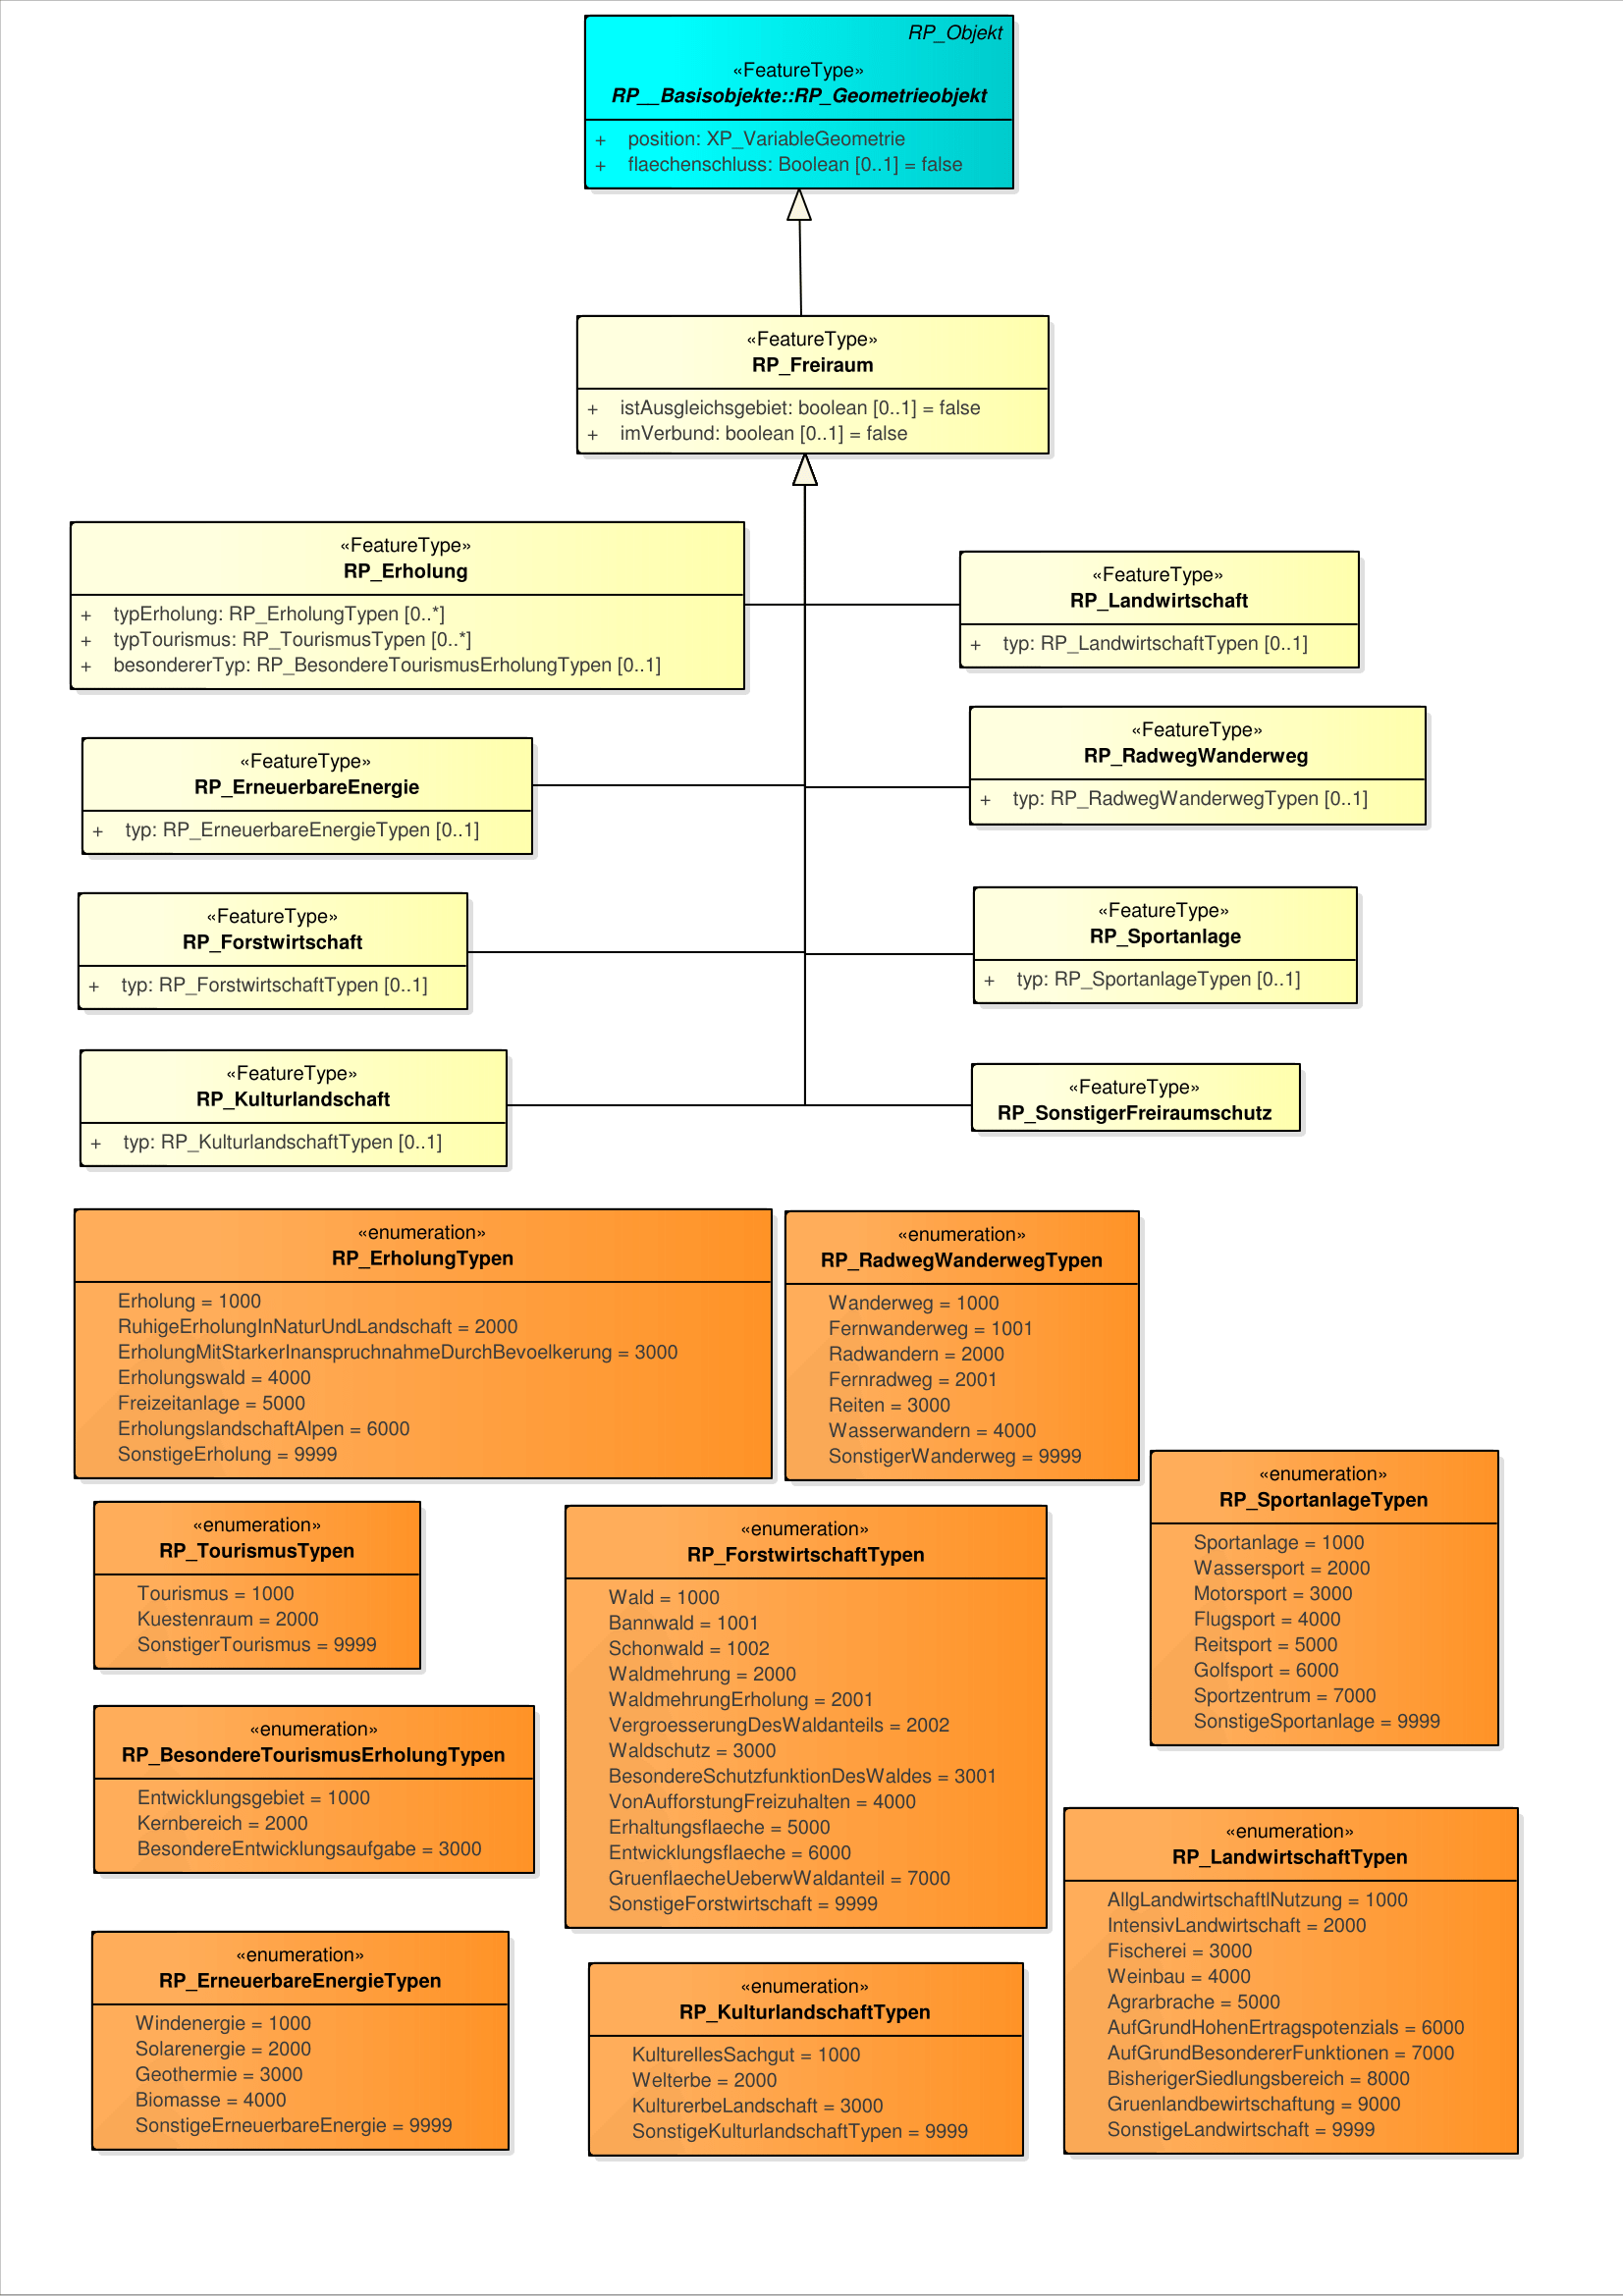 RP_Objekt
«FeatureType»
RP__Basisobjekte::RP_Geometrieobjekt
+ position: XP_VariableGeometrie
+ flaechenschluss: Boolean [0..1] = false
«FeatureType»
RP_Freiraum
+ istAusgleichsgebiet: boolean [0..1] = false
+ imVerbund: boolean [0..1] = false
«FeatureType»
RP_Erholung
+ typErholung: RP_ErholungTypen [0..*]
+ typTourismus: RP_TourismusTypen [0..*]
+ besondererTyp: RP_BesondereTourismusErholungTypen [0..1]
«FeatureType»
RP_Landwirtschaft
+ typ: RP_LandwirtschaftTypen [0..1]
«FeatureType»
RP_ErneuerbareEnergie
+ typ: RP_ErneuerbareEnergieTypen [0..1]
«FeatureType»
RP_RadwegWanderweg
+ typ: RP_RadwegWanderwegTypen [0..1]
«FeatureType»
RP_Forstwirtschaft
+ typ: RP_ForstwirtschaftTypen [0..1]
«FeatureType»
RP_Sportanlage
+ typ: RP_SportanlageTypen [0..1]
«FeatureType»
RP_Kulturlandschaft
+ typ: RP_KulturlandschaftTypen [0..1]
«FeatureType»
RP_SonstigerFreiraumschutz
«enumeration»
RP_ErholungTypen
Erholung = 1000
RuhigeErholungInNaturUndLandschaft = 2000
ErholungMitStarkerInanspruchnahmeDurchBevoelkerung = 3000
Erholungswald = 4000
Freizeitanlage = 5000
ErholungslandschaftAlpen = 6000
SonstigeErholung = 9999
«enumeration»
RP_RadwegWanderwegTypen
Wanderweg = 1000
Fernwanderweg = 1001
Radwandern = 2000
Fernradweg = 2001
Reiten = 3000
Wasserwandern = 4000
SonstigerWanderweg = 9999
«enumeration»
RP_SportanlageTypen
Sportanlage = 1000
Wassersport = 2000
Motorsport = 3000
Flugsport = 4000
Reitsport = 5000
Golfsport = 6000
Sportzentrum = 7000
SonstigeSportanlage = 9999
«enumeration»
RP_TourismusTypen
Tourismus = 1000
Kuestenraum = 2000
SonstigerTourismus = 9999
«enumeration»
RP_ForstwirtschaftTypen
Wald = 1000
Bannwald = 1001
Schonwald = 1002
Waldmehrung = 2000
WaldmehrungErholung = 2001
VergroesserungDesWaldanteils = 2002
Waldschutz = 3000
BesondereSchutzfunktionDesWaldes = 3001
VonAufforstungFreizuhalten = 4000
Erhaltungsflaeche = 5000
Entwicklungsflaeche = 6000
GruenflaecheUeberwWaldanteil = 7000
SonstigeForstwirtschaft = 9999
«enumeration»
RP_BesondereTourismusErholungTypen
Entwicklungsgebiet = 1000
Kernbereich = 2000
BesondereEntwicklungsaufgabe = 3000
«enumeration»
RP_LandwirtschaftTypen
AllgLandwirtschaftlNutzung = 1000
IntensivLandwirtschaft = 2000
Fischerei = 3000
Weinbau = 4000
Agrarbrache = 5000
AufGrundHohenErtragspotenzials = 6000
AufGrundBesondererFunktionen = 7000
BisherigerSiedlungsbereich = 8000
Gruenlandbewirtschaftung = 9000
SonstigeLandwirtschaft = 9999
«enumeration»
RP_ErneuerbareEnergieTypen
Windenergie = 1000
Solarenergie = 2000
Geothermie = 3000
Biomasse = 4000
SonstigeErneuerbareEnergie = 9999
«enumeration»
RP_KulturlandschaftTypen
KulturellesSachgut = 1000
Welterbe = 2000
KulturerbeLandschaft = 3000
SonstigeKulturlandschaftTypen = 9999